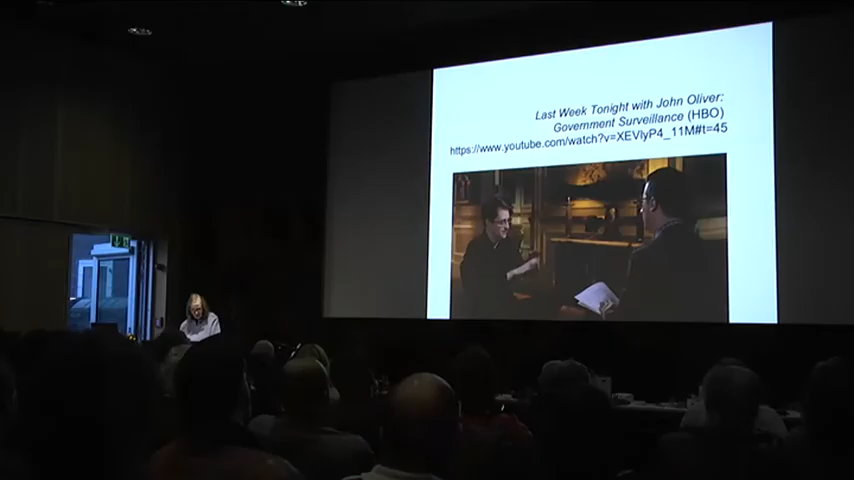 Last Week Tonight with John Oliver:
Government Surveillance (HBO)
https://www.youtube.com/watch?v=XEVlyP4_11M#t=45